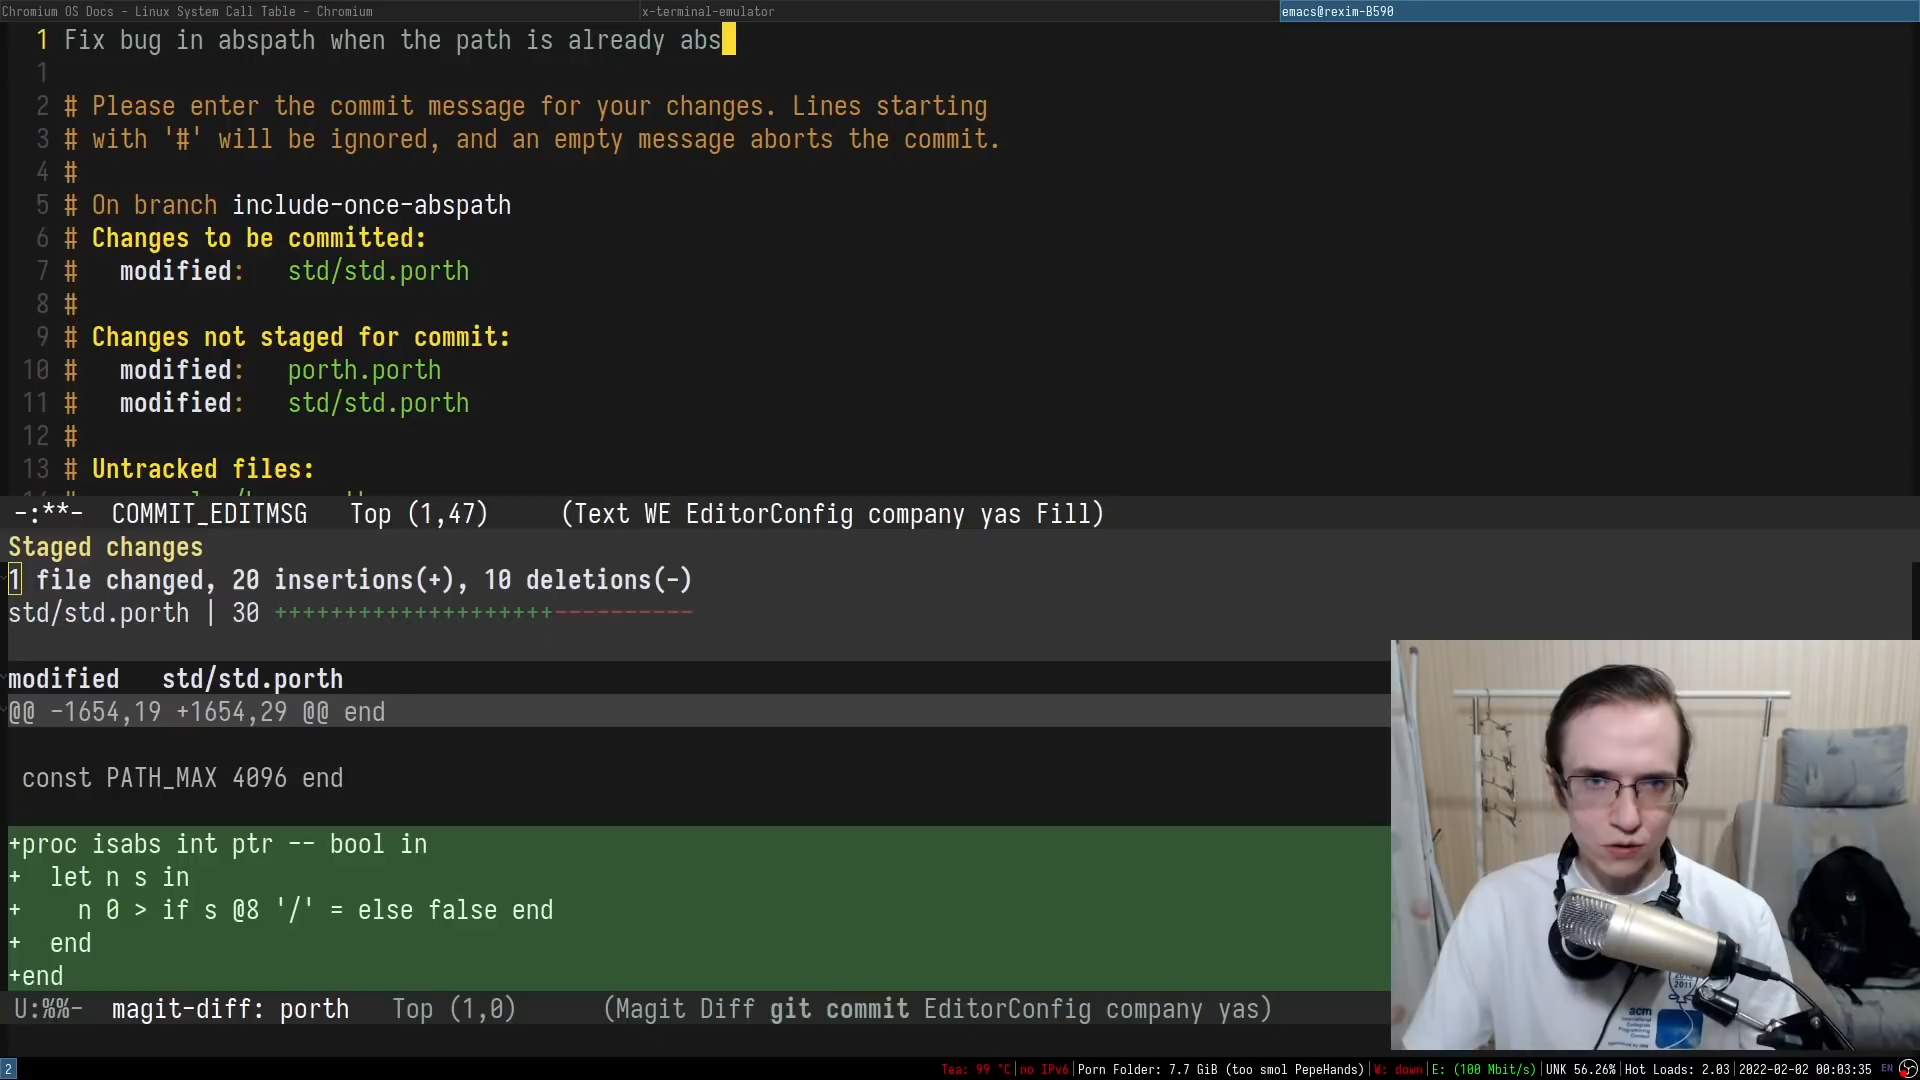 Chromium OS Docs - Linux System Call Table - Chromium
x-terminal-emulator
emacs@rexim-B590
1 Fix bug in abspath when the path is already abs
1
2 # Please enter the commit message for your changes. Lines starting
3 # with '#' will be ignored, and an empty message aborts the commit.
4 #
5 # On branch include-once-abspath
6 # Changes to be committed:
7 #   modified:   std/std.porth
8 #
9 # Changes not staged for commit:
10 #   modified:   porth.porth
11 #   modified:   std/std.porth
12 #
13 # Untracked files:
-:**-  COMMIT_EDITMSG   Top (1,47)     (Text WE EditorConfig company yas Fill)
Staged changes
1 file changed, 20 insertions(+), 10 deletions(-)
std/std.porth | 30 ++++++++++++++++++++----------
modified   std/std.porth
@@ -1654,19 +1654,29 @@ end
const PATH_MAX 4096 end
+proc isabs int ptr -- bool in
+  let n s in
+    n 0 > if s @8 '/' = else false end
+  end
+end
U:%%-  magit-diff: porth   Top (1,0)      (Magit Diff git commit EditorConfig company yas)
2011
acm
2
Tea: 99 °C|no IPv6|Porn Folder: 7.7 GiB (too smol PepeHands)|W: down|E: (100 Mbit/s)|UNK 56.26%|Hot Loads: 2.03|2022-02-02 00:03:35
EN